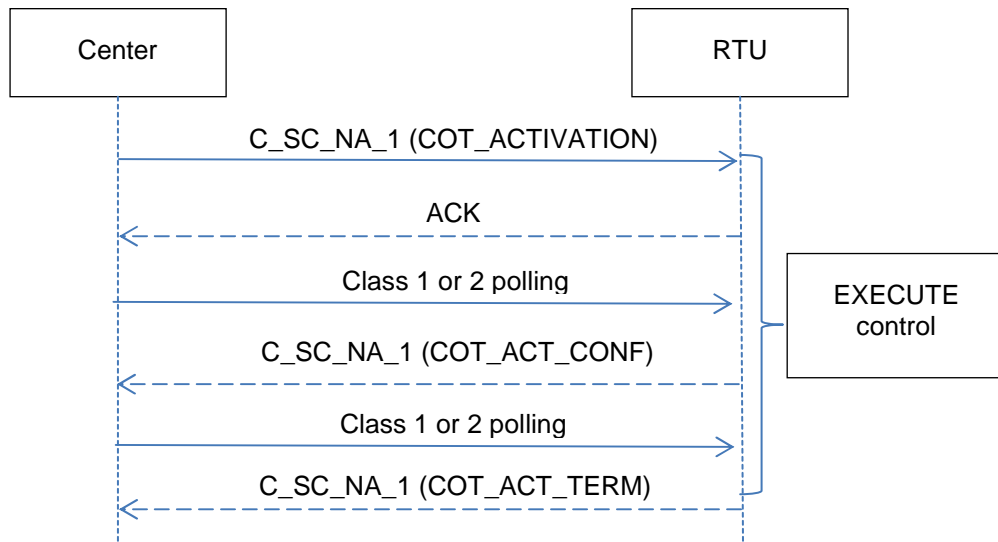 Center
RTU
C_SC_NA_1 (COT_ACTIVATION)
ACK
Class 1 or 2 polling
EXECUTE
control
C_SC_NA_1 (COT_ACT_CONF)
Class 1 or 2 polling
C_SC_NA_1 (COT_ACT_TERM)